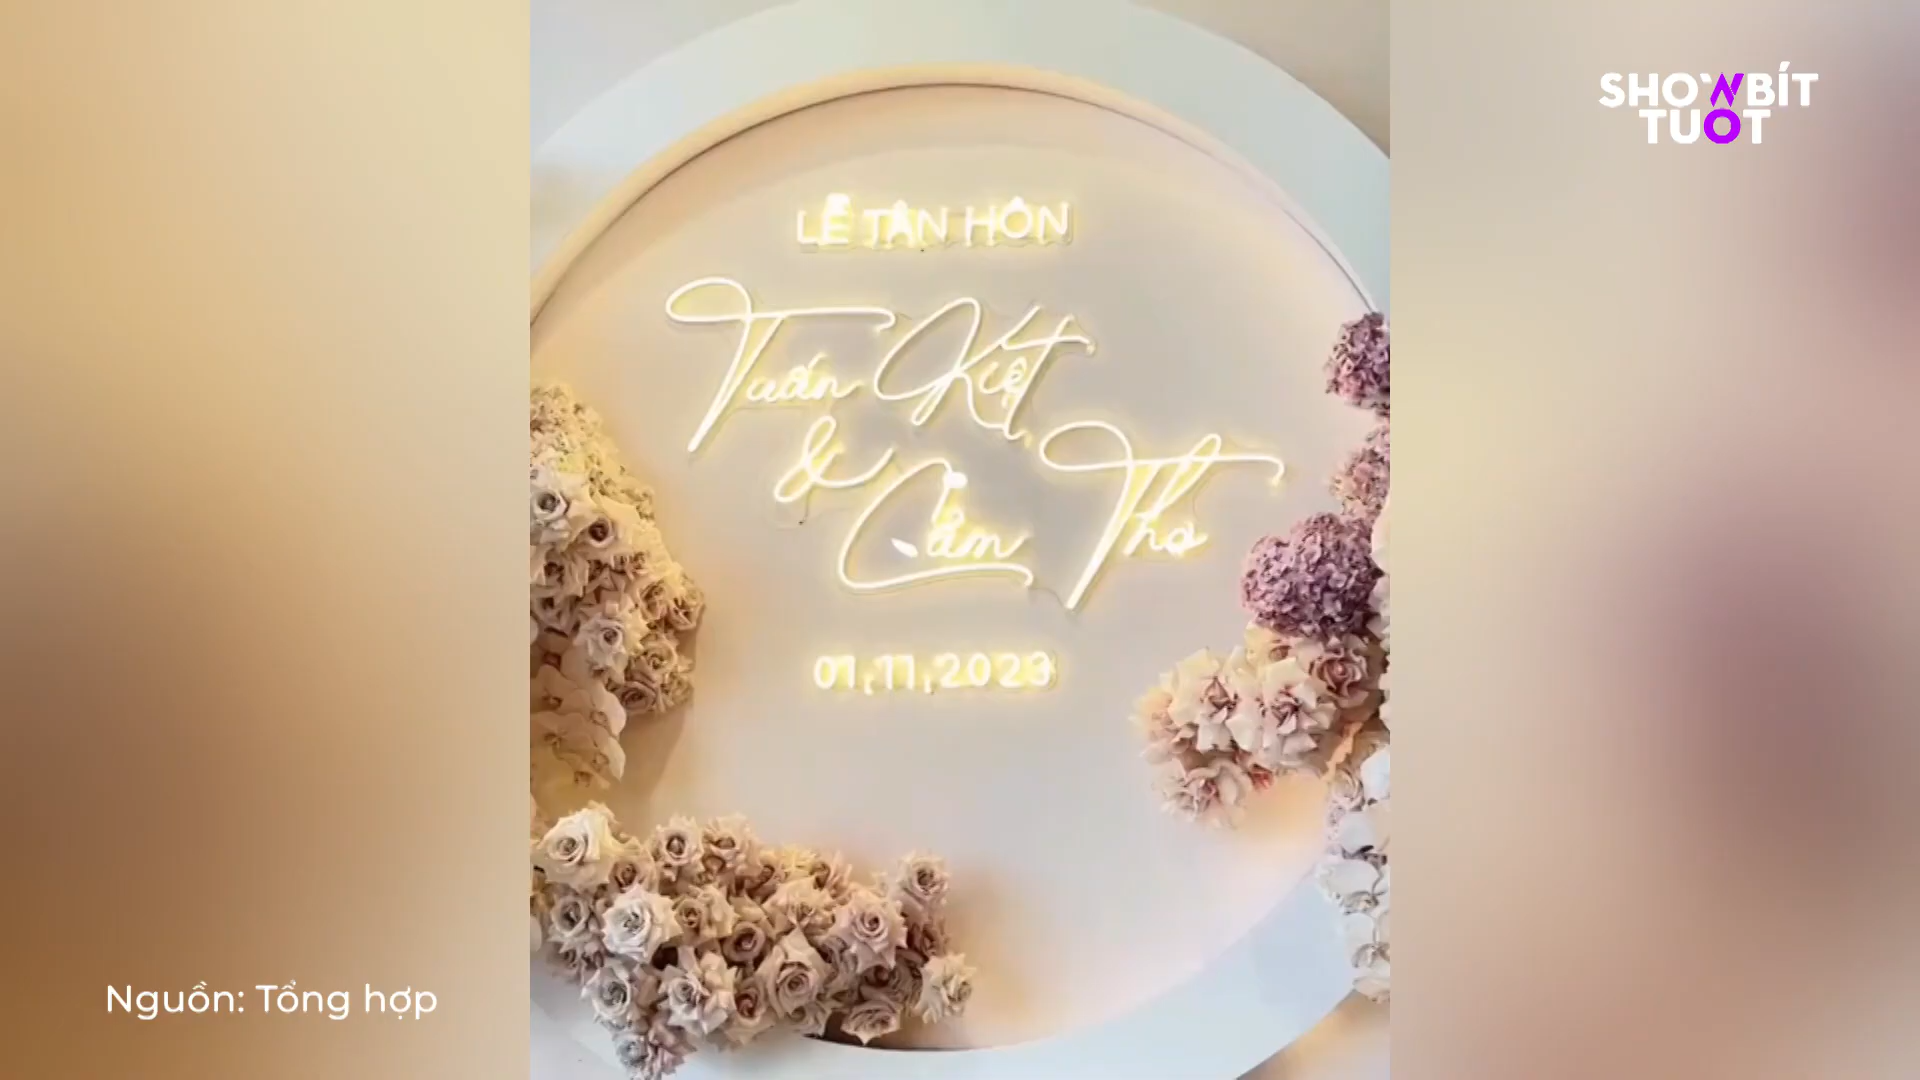 SHOWBÍT
TUỘT
LỄ TÂN HÔN
Tuấn Kiệt
& Cẩm Thơ
01.11.2023
Nguồn: Tổng hợp